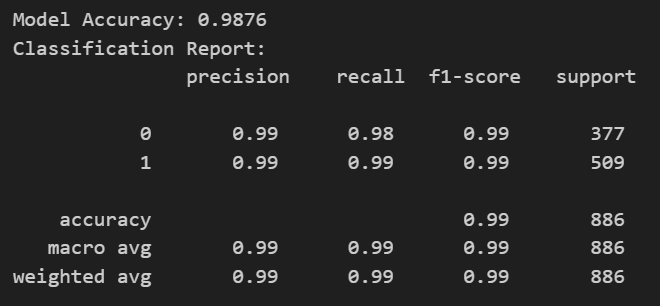 Model Accuracy: 0.9876
Classification Report:
precision recall f1-score support
0 0.99 0.98 0.99 377
1 0.99 0.99 0.99 509
accuracy 0.99 886
macro avg 0.99 0.99 0.99 886
weighted avg 0.99 0.99 0.99 886